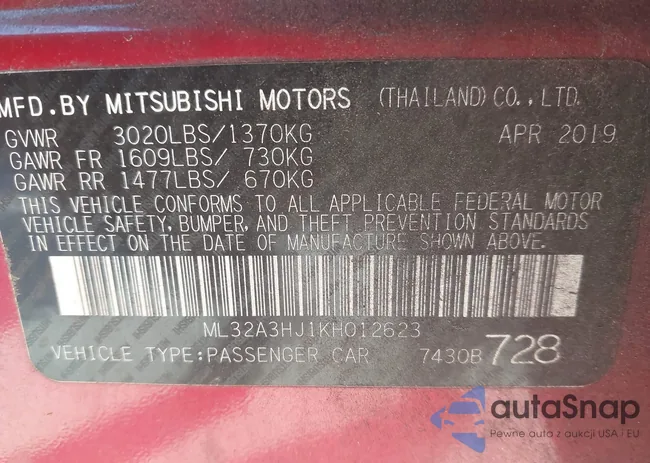 MFD.BY MITSUBISHI MOTORS (THAILAND) CO., LTD.
GVWR 3020LBS/1370KG APR 2019
GAWR FR 1609LBS/ 730KG
GAWR RR 1477LBS/ 670KG
THIS VEHICLE CONFORMS TO ALL APPLICABLE FEDERAL MOTOR
VEHICLE SAFETY, BUMPER, AND THEFT PREVENTION STANDARDS
IN EFFECT ON THE DATE OF MANUFACTURE SHOWN ABOVE.
ML32A3HJ1KH012623
VEHICLE TYPE:PASSENGER CAR 7430B 728
autaSnap
Pewne auta z aukcji USA i EU